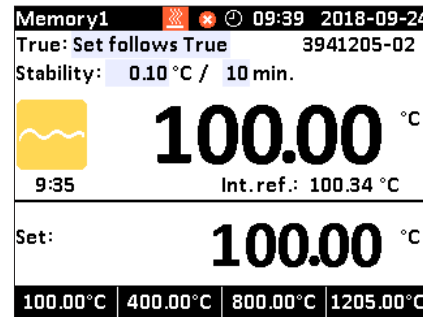 Memory1 09:39 2018-09-24
True: Set follows True 3941205-02
Stability: 0.10 °C / 10 min.
100.00 °C
9:35 Int.ref.: 100.34 °C
Set: 100.00 °C
100.00°C 400.00°C 800.00°C 1205.00°C